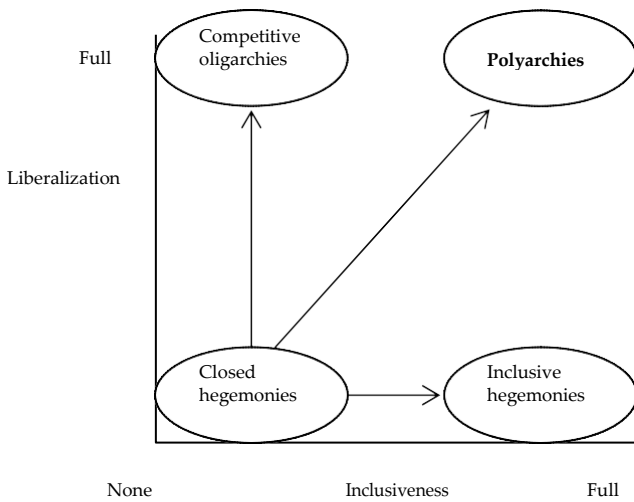 Competitive
oligarchies
Full
Polyarchies
Liberalization
Closed
hegemonies
Inclusive
hegemonies
None
Inclusiveness
Full